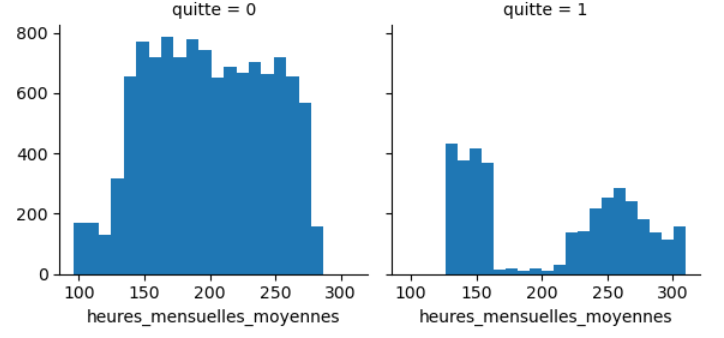 quitte = 0
quitte = 1
800
600
400
200
0
100 150 200 250 300
100 150 200 250 300
heures_mensuelles_moyennes
heures_mensuelles_moyennes